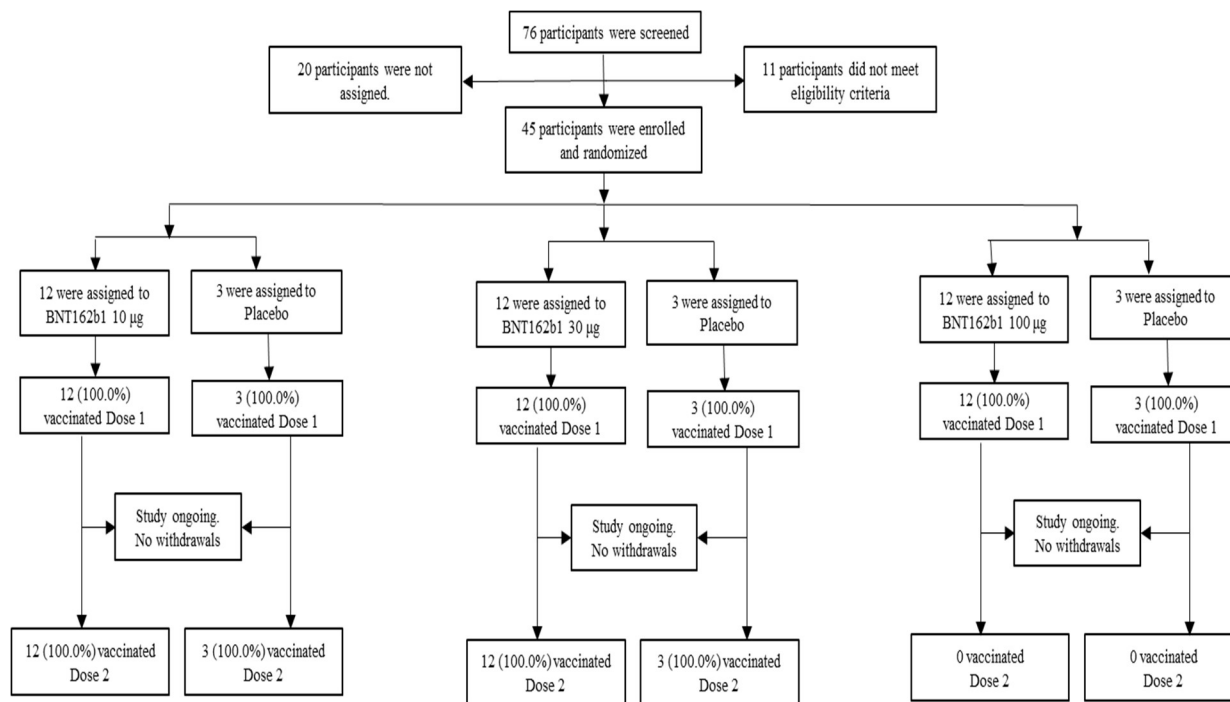 76 participants were screened
20 participants were not
assigned.
11 participants did not meet
eligibility criteria
45 participants were enrolled
and randomized
12 were assigned to
BNT162b1 10 µg
3 were assigned to
Placebo
12 were assigned to
BNT162b1 30 µg
3 were assigned to
Placebo
12 were assigned to
BNT162b1 100 µg
3 were assigned to
Placebo
12 (100.0%)
vaccinated Dose 1
3 (100.0%)
vaccinated Dose 1
12 (100.0%)
vaccinated Dose 1
3 (100.0%)
vaccinated Dose 1
12 (100.0%)
vaccinated Dose 1
3 (100.0%)
vaccinated Dose 1
Study ongoing.
No withdrawals
Study ongoing.
No withdrawals
Study ongoing.
No withdrawals
12 (100.0%) vaccinated
Dose 2
3 (100.0%) vaccinated
Dose 2
12 (100.0%) vaccinated
Dose 2
3 (100.0%) vaccinated
Dose 2
0 vaccinated
Dose 2
0 vaccinated
Dose 2